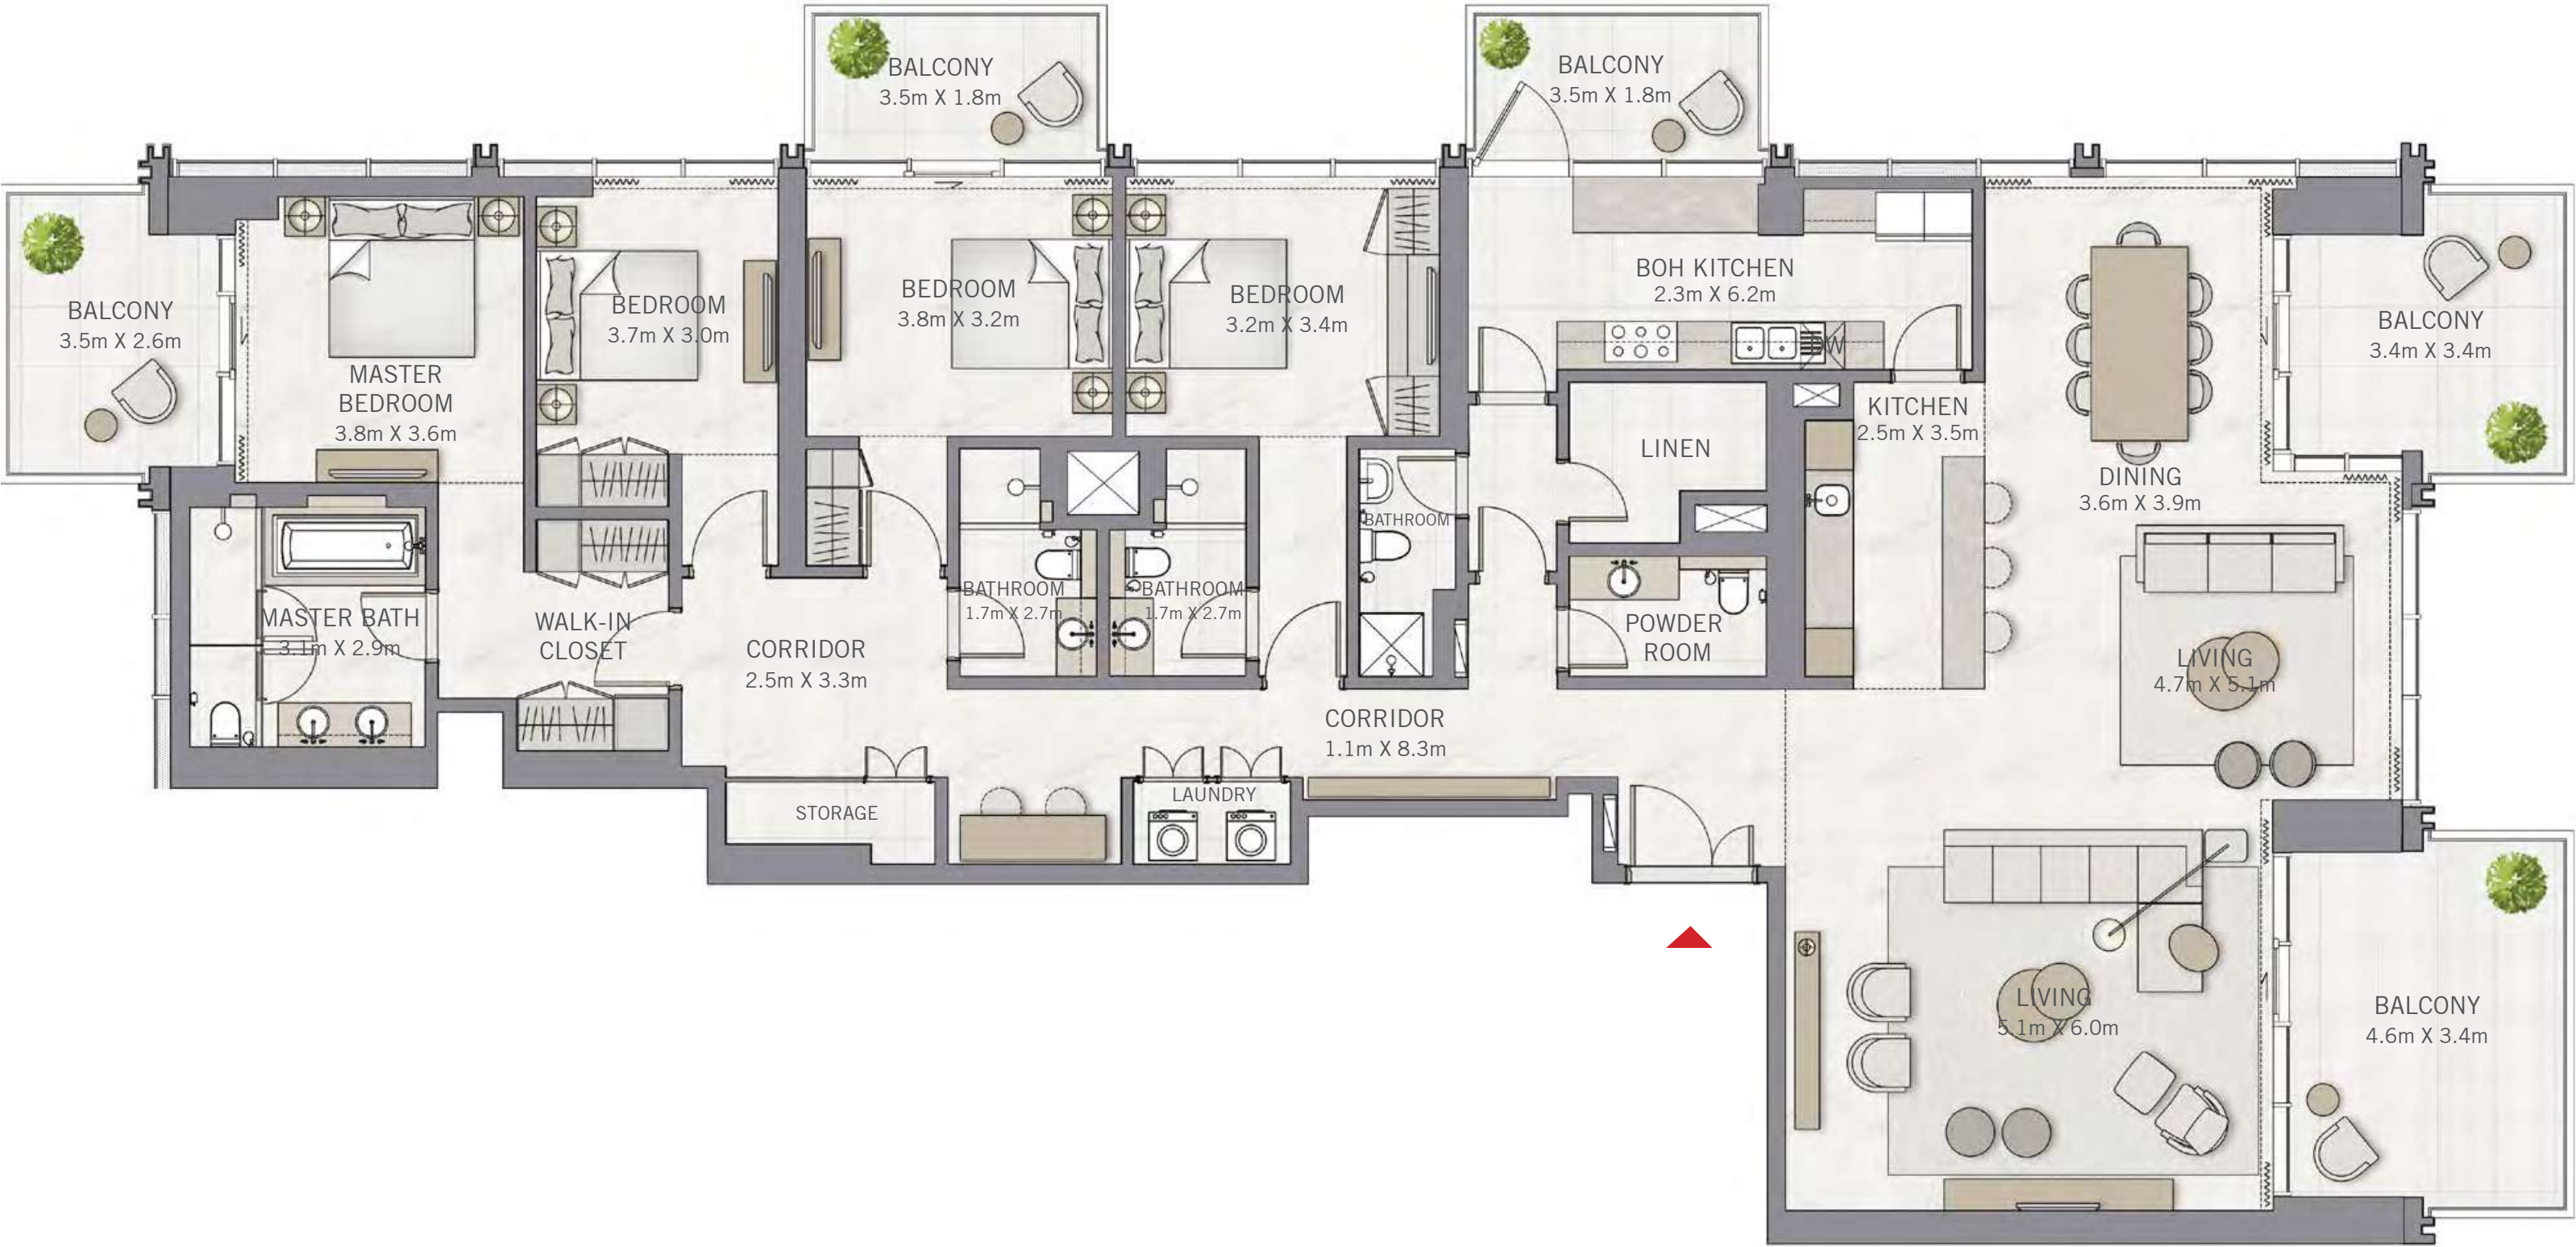 BALCONY
3.5m X 1.8m
BALCONY
3.5m X 1.8m
BALCONY
3.5m X 2.6m
MASTER
BEDROOM
3.8m X 3.6m
BEDROOM
3.7m X 3.0m
BEDROOM
3.8m X 3.2m
BEDROOM
3.2m X 3.4m
BOH KITCHEN
2.3m X 6.2m
DW
BALCONY
3.4m X 3.4m
KITCHEN
2.5m X 3.5m
LINEN
DINING
3.6m X 3.9m
BATHROOM
MASTER BATH
3.1m X 2.9m
WALK-IN
CLOSET
CORRIDOR
2.5m X 3.3m
BATHROOM
1.7m X 2.7m
BATHROOM
1.7m X 2.7m
POWDER
ROOM
LIVING
4.7m X 5.1m
CORRIDOR
1.1m X 8.3m
STORAGE
LAUNDRY
LIVING
5.1m X 6.0m
BALCONY
4.6m X 3.4m